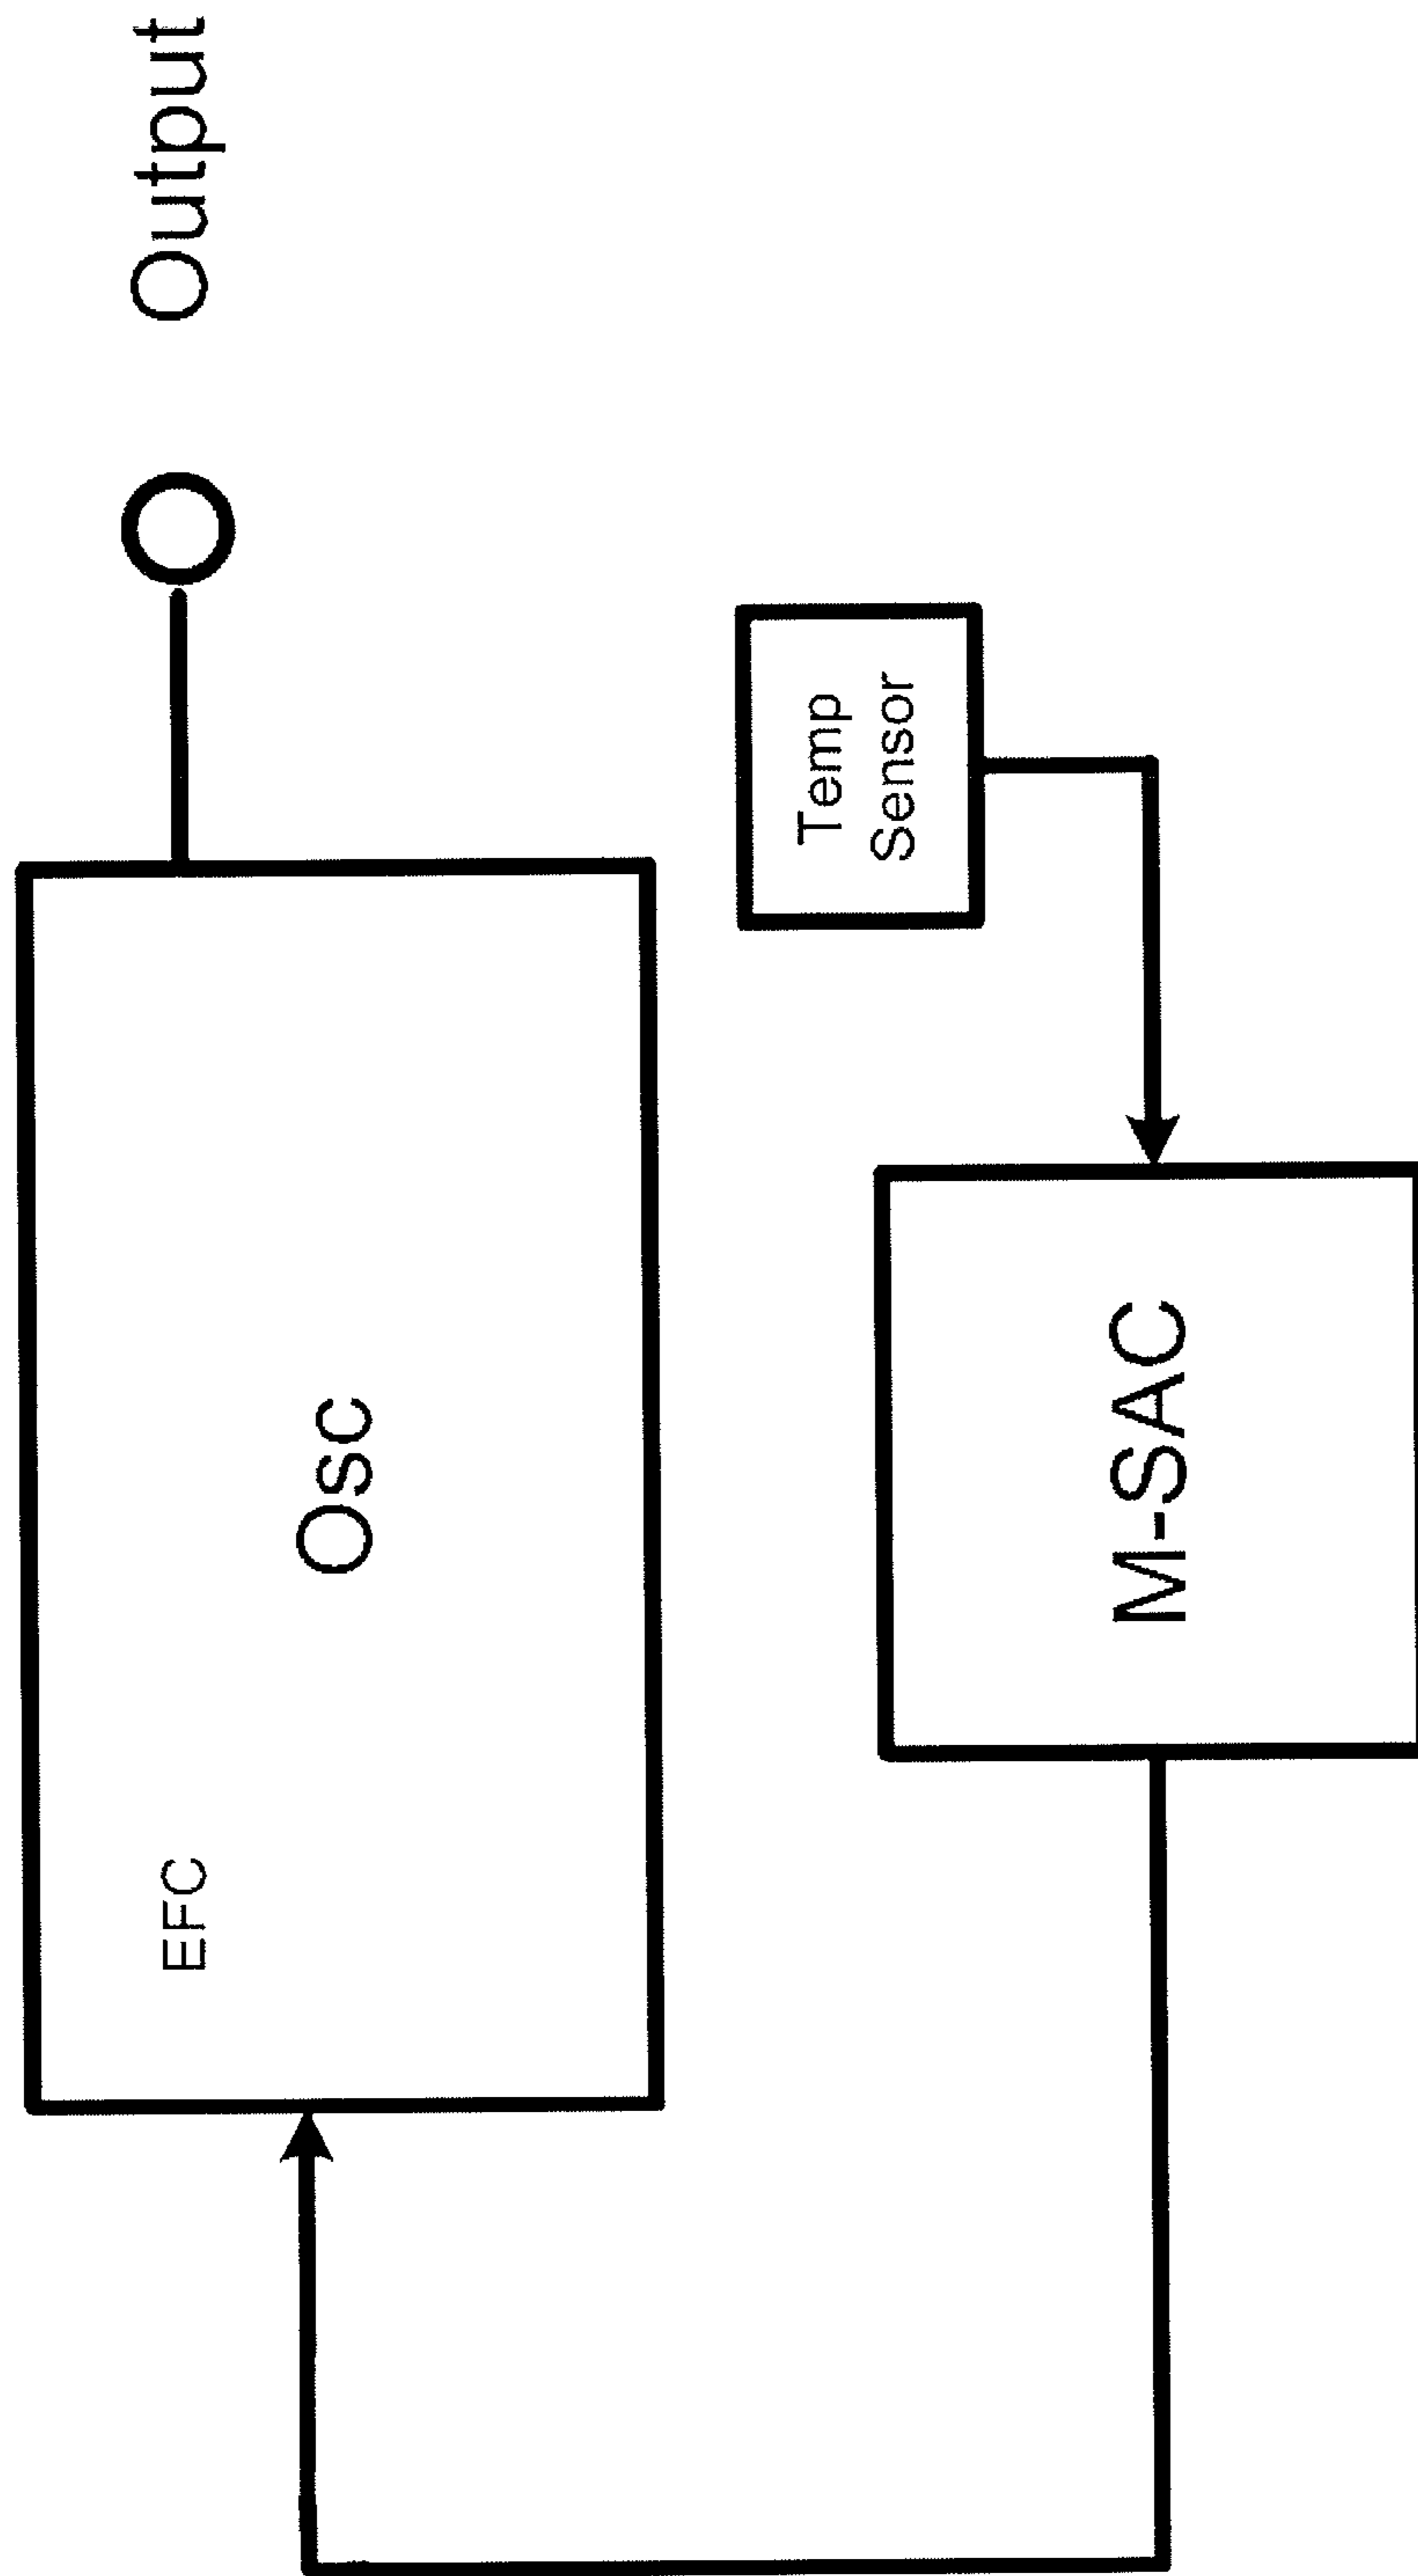 Output
EFC
Osc
Temp
Sensor
M-SAC